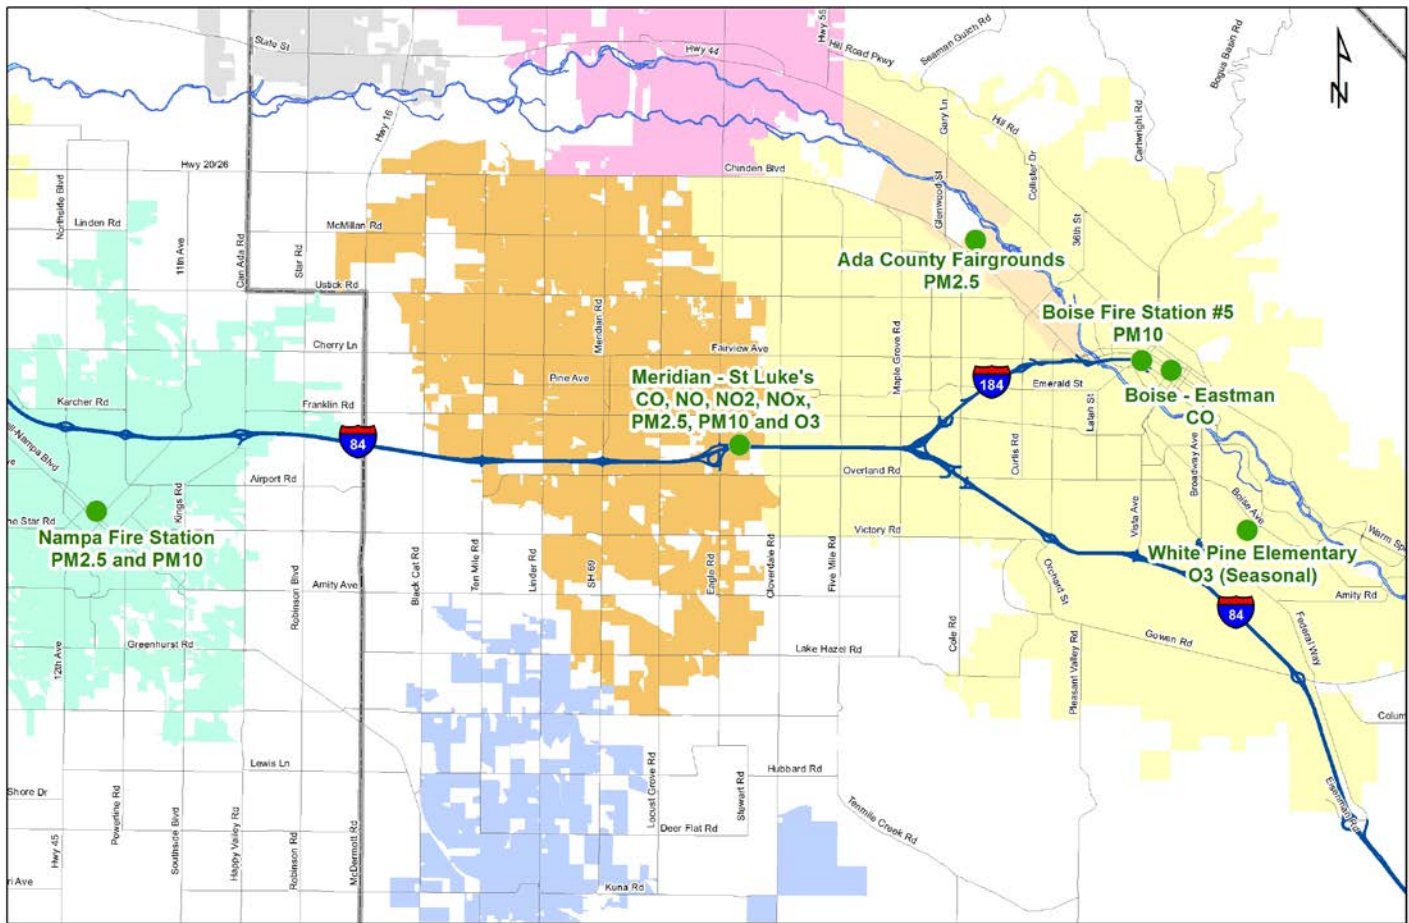 State St
Hwy 44
Hwy 55
Hill Road Pkwy
Seaman Gulch Rd
Bogus Basin Rd
N
Hwy 16
Gary Ln
Hill Rd
Cartwright Rd
Hwy 20/26
Chinden Blvd
Collister Dr
Northside Blvd
Linden Rd
McMillan Rd
Glenwood St
36th St
11th Ave
Can Ada Rd
Star Rd
Ada County Fairgrounds
PM2.5
Ustick Rd
Boise Fire Station #5
PM10
Meridian Rd
Cherry Ln
Fairview Ave
Maple Grove Rd
Pine Ave
Meridian - St Luke's
CO, NO, NO2, NOx,
PM2.5, PM10 and O3
184
Emerald St
Boise - Eastman
CO
Karcher Rd
Franklin Rd
Latah St
84
Overland Rd
Curtis Rd
Broadway Ave
Airport Rd
Kings Rd
Boise Ave
Vista Ave
Victory Rd
Nampa Fire Station
PM2.5 and PM10
White Pine Elementary
O3 (Seasonal)
Robinson Blvd
Amity Ave
Black Cat Rd
Ten Mile Rd
Linder Rd
SH 69
Eagle Rd
Cloverdale Rd
Five Mile Rd
Orchard St
Amity Rd
84
12th Ave
Greenhurst Rd
Lake Hazel Rd
Cole Rd
Pleasant Valley Rd
Gowen Rd
Federal Way
Lewis Ln
Hubbard Rd
Locust Grove Rd
Stewart Rd
Shore Dr
Hwy 45
Powerline Rd
Southside Blvd
Happy Valley Rd
Robinson Rd
McDermott Rd
Deer Flat Rd
Tenmile Creek Rd
Eisenman Rd
Kuna Rd